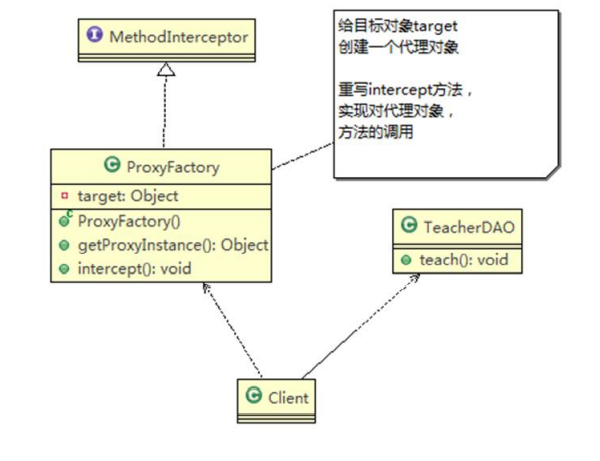 MethodInterceptor
给目标对象target
创建一个代理对象
重写intercept方法，
实现对代理对象，
方法的调用
ProxyFactory
target: Object
ProxyFactory()
getProxyInstance(): Object
intercept(): void
TeacherDAO
teach(): void
Client